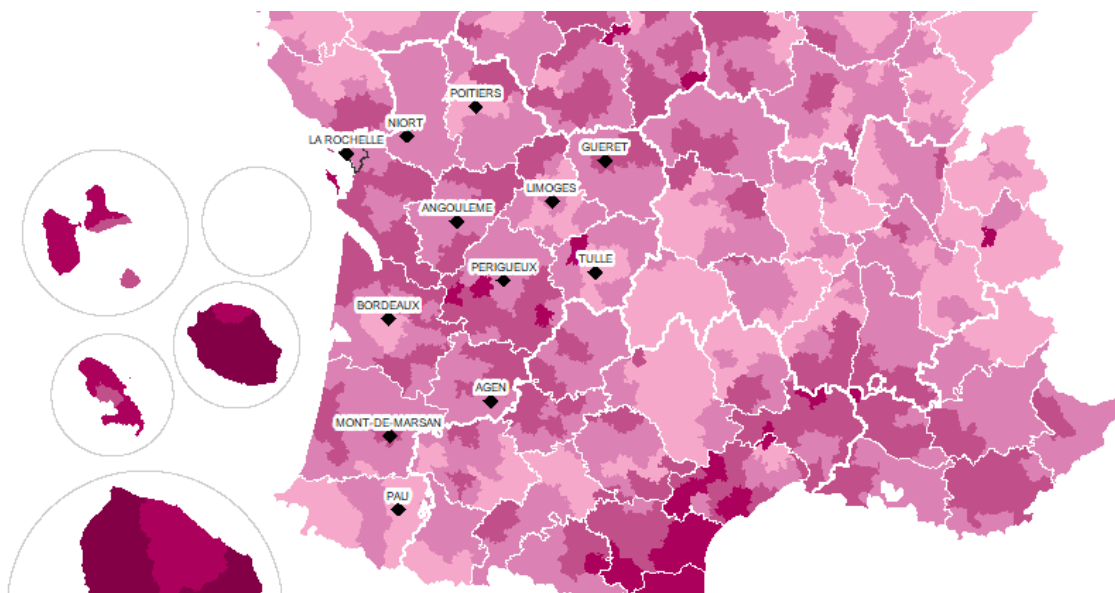 POITIERS
NIORT
LA ROCHELLE
GUERET
LIMOGES
ANGOULEME
TULLE
PERIGUEUX
BORDEAUX
AGEN
MONT-DE-MARSAN
PAU